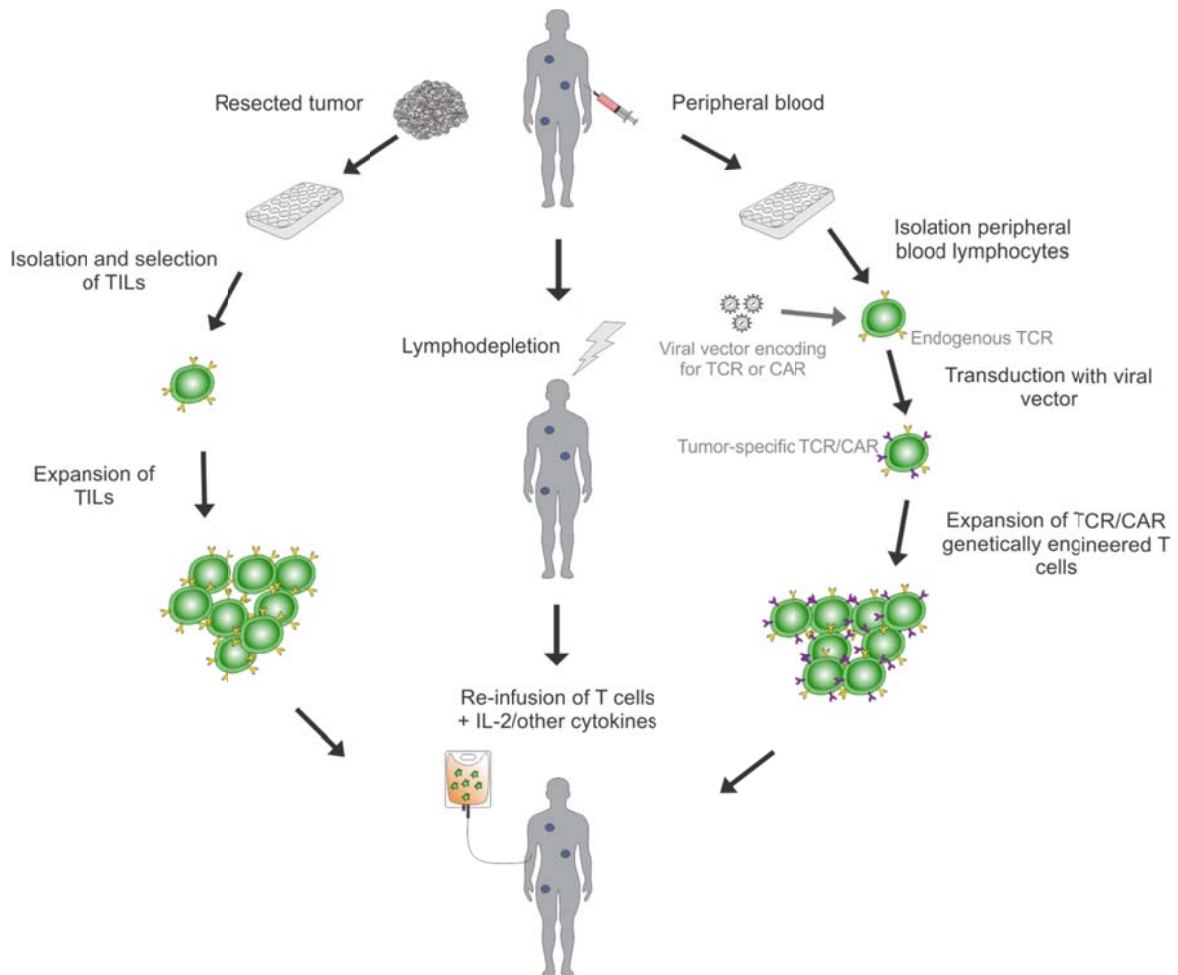 Resected tumor
Peripheral blood
Isolation and selection
of TILs
Isolation peripheral
blood lymphocytes
Lymphodepletion
Viral vector encoding
for TCR or CAR
Endogenous TCR
Transduction with viral
vector
Tumor-specific TCR/CAR
Expansion of
TILs
Expansion of TCR/CAR
genetically engineered T
cells
Re-infusion of T cells
+ IL-2/other cytokines